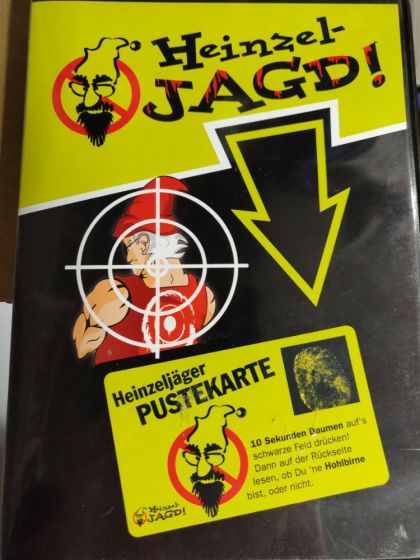 Heinzel-
JAGD!
Heinzeljäger
PUSTEKARTE
10 Sekunden Daumen auf's
schwarze Feld drücken!
Dann auf der Rückseite
lesen, ob Du 'ne Hohlbirne
bist, oder nicht.
Heinzel-
JAGD!